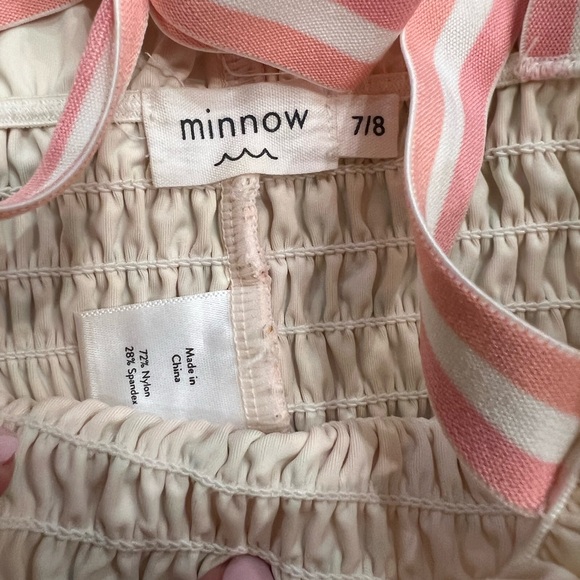 minnow
7/8
Made in
China
72% Nylon
28% Spandex